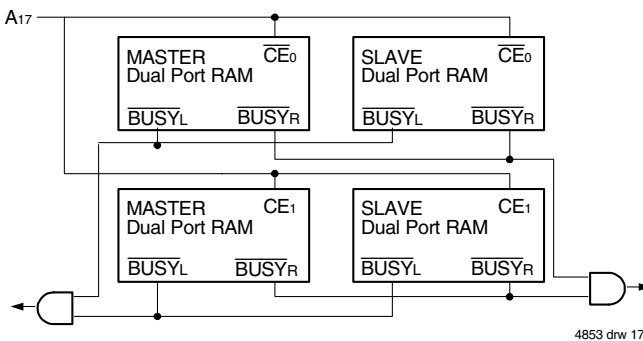 A17
MASTER CE0
Dual Port RAM
BUSYL BUSYR
SLAVE CE0
Dual Port RAM
BUSYL BUSYR
MASTER CE1
Dual Port RAM
BUSYL BUSYR
SLAVE CE1
Dual Port RAM
BUSYL BUSYR
4853 drw 17